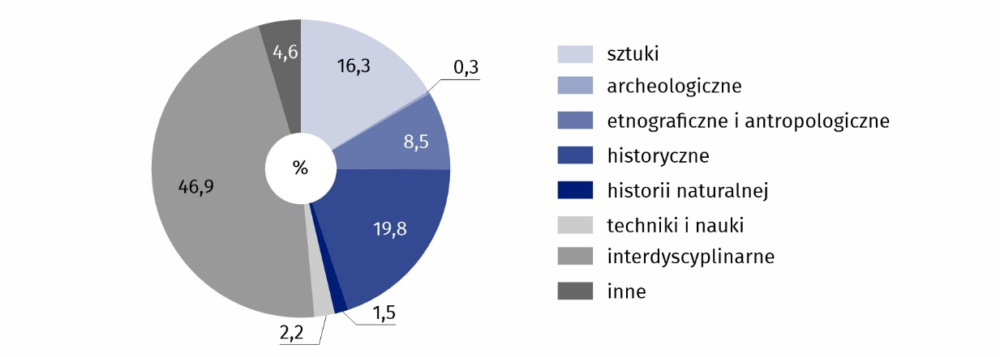 4,6
16,3
0,3
8,5
46,9
%
19,8
1,5
2,2
sztuki
archeologiczne
etnograficzne i antropologiczne
historyczne
historii naturalnej
techniki i nauki
interdyscyplinarne
inne